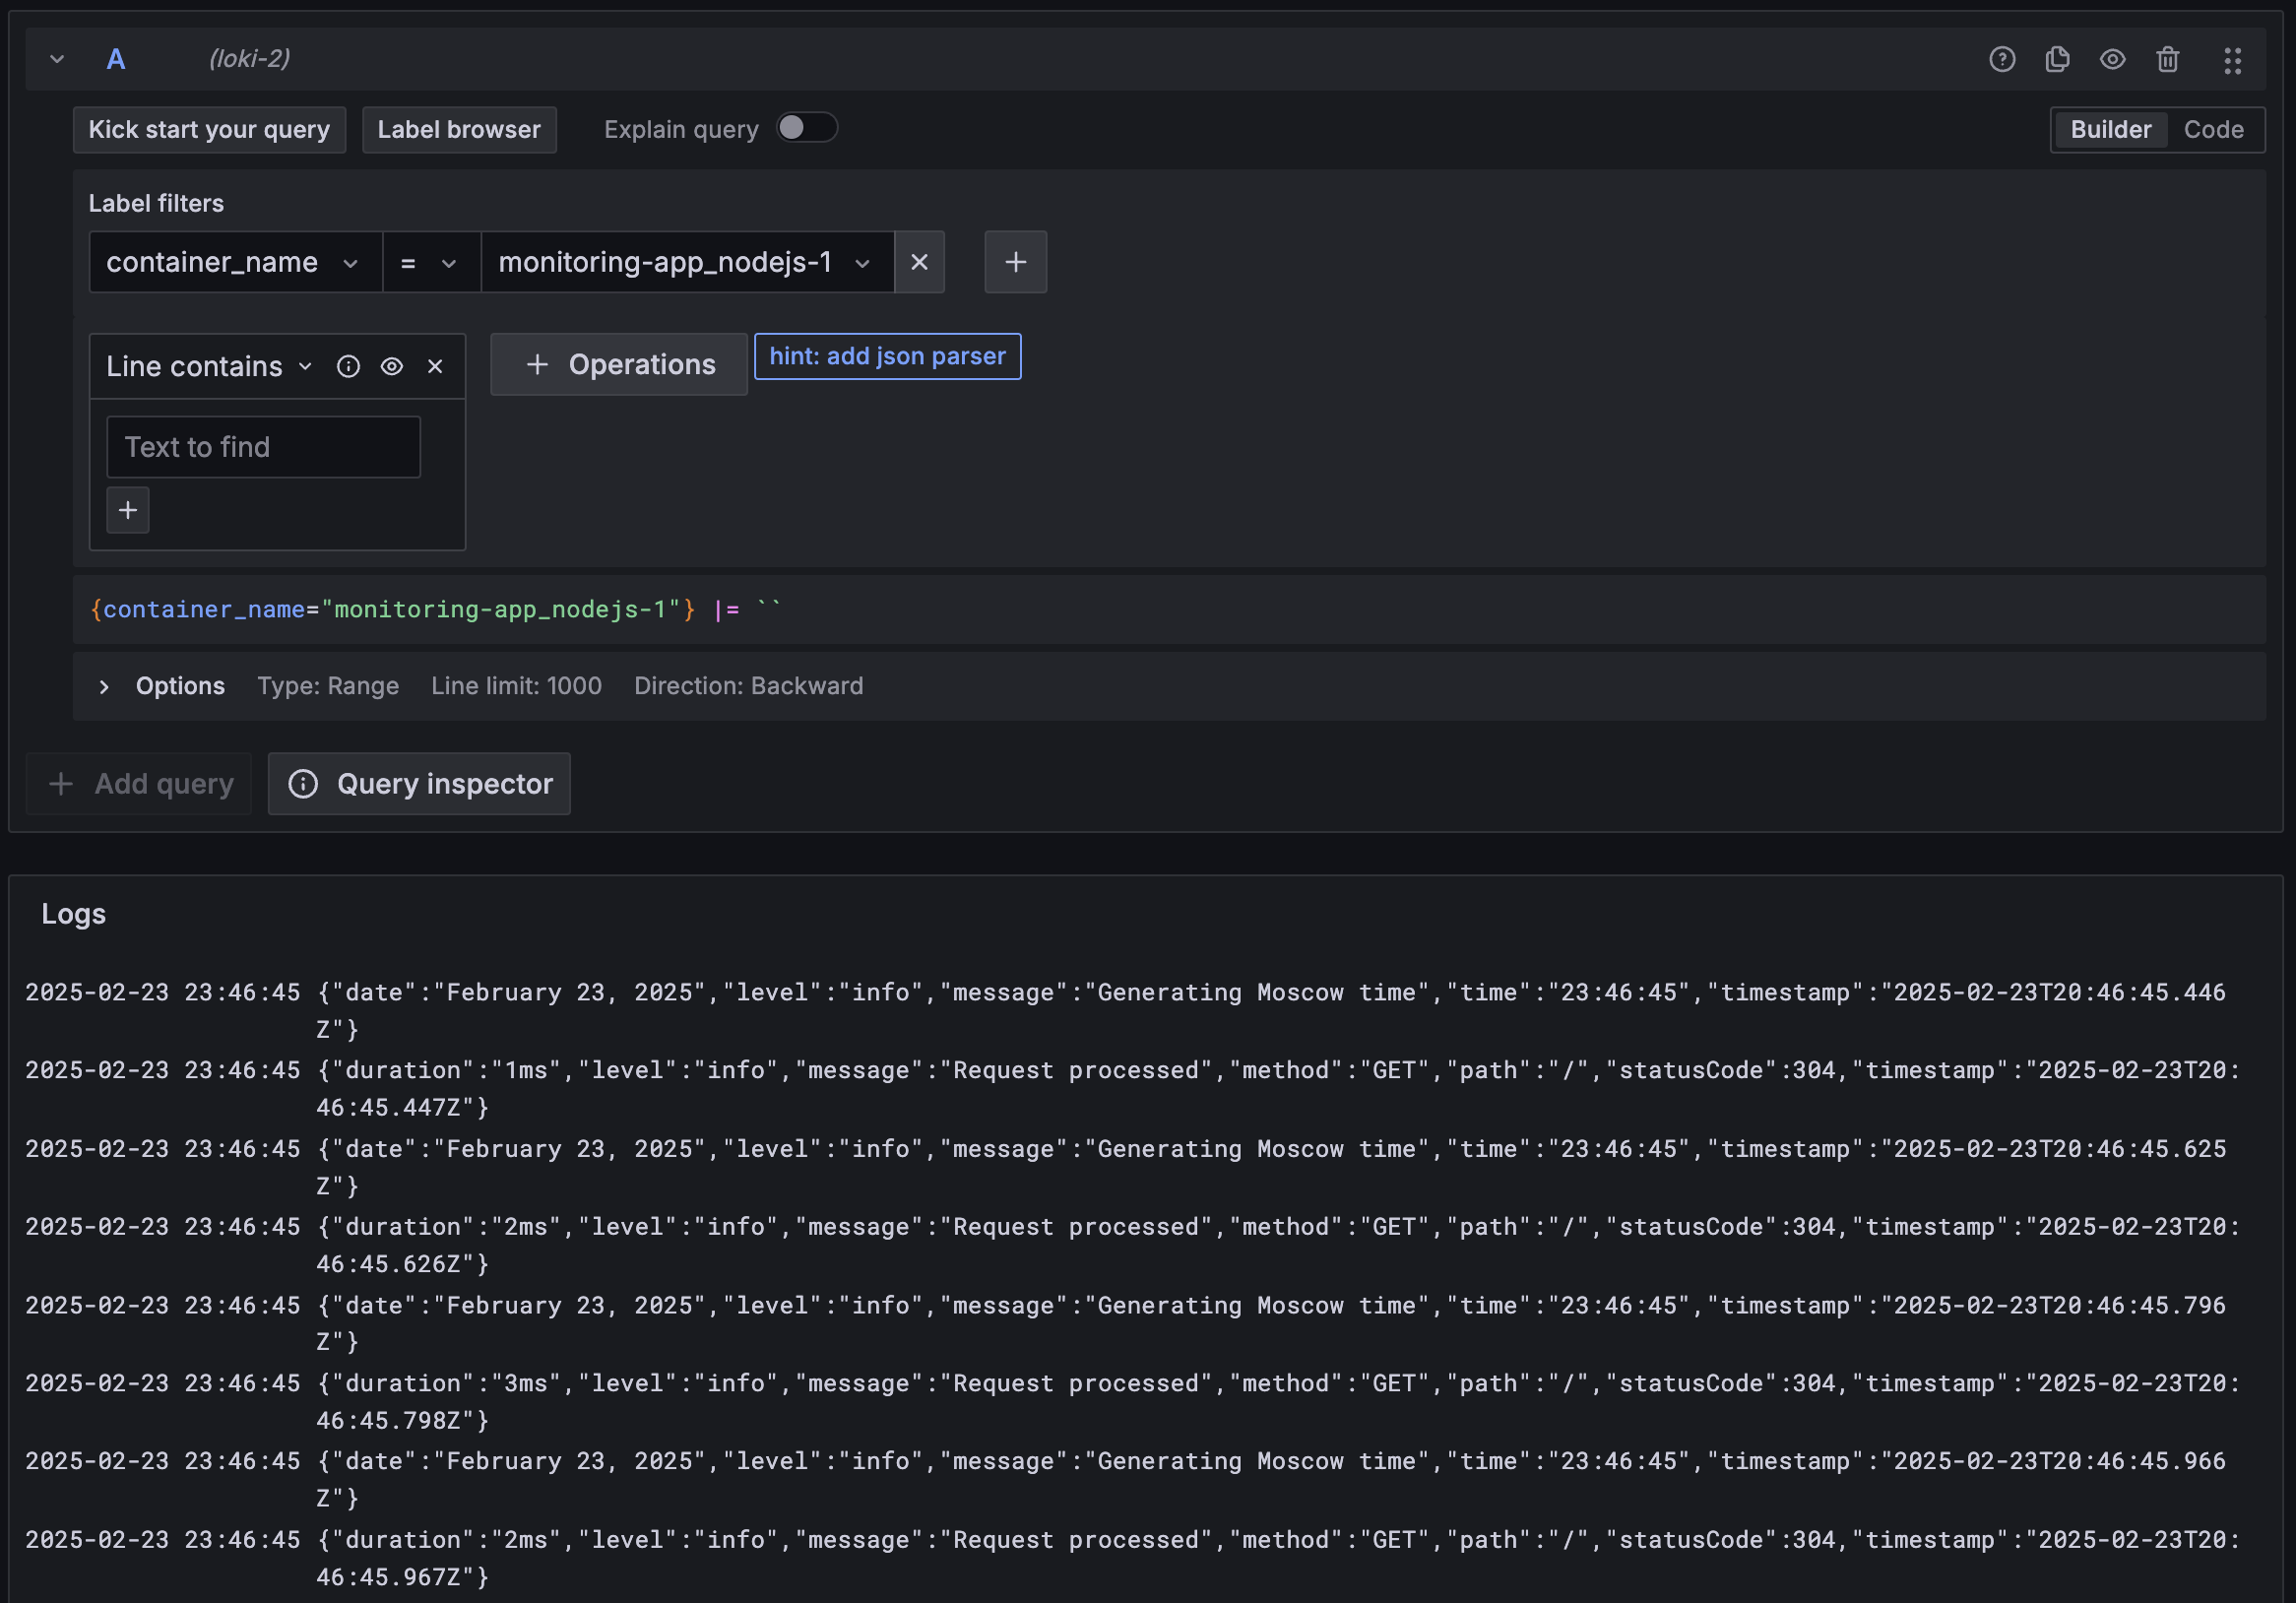 A (loki-2)
Kick start your query Label browser Explain query Builder Code
Label filters
container_name = monitoring-app_nodejs-1
Line contains + Operations hint: add json parser
Text to find
+
{container_name="monitoring-app_nodejs-1"} |= ``
Options Type: Range Line limit: 1000 Direction: Backward
+ Add query Query inspector
Logs
2025-02-23 23:46:45 {"date":"February 23, 2025","level":"info","message":"Generating Moscow time","time":"23:46:45","timestamp":"2025-02-23T20:46:45.446
Z"}
2025-02-23 23:46:45 {"duration":"1ms","level":"info","message":"Request processed","method":"GET","path":"/","statusCode":304,"timestamp":"2025-02-23T20:
46:45.447Z"}
2025-02-23 23:46:45 {"date":"February 23, 2025","level":"info","message":"Generating Moscow time","time":"23:46:45","timestamp":"2025-02-23T20:46:45.625
Z"}
2025-02-23 23:46:45 {"duration":"2ms","level":"info","message":"Request processed","method":"GET","path":"/","statusCode":304,"timestamp":"2025-02-23T20:
46:45.626Z"}
2025-02-23 23:46:45 {"date":"February 23, 2025","level":"info","message":"Generating Moscow time","time":"23:46:45","timestamp":"2025-02-23T20:46:45.796
Z"}
2025-02-23 23:46:45 {"duration":"3ms","level":"info","message":"Request processed","method":"GET","path":"/","statusCode":304,"timestamp":"2025-02-23T20:
46:45.798Z"}
2025-02-23 23:46:45 {"date":"February 23, 2025","level":"info","message":"Generating Moscow time","time":"23:46:45","timestamp":"2025-02-23T20:46:45.966
Z"}
2025-02-23 23:46:45 {"duration":"2ms","level":"info","message":"Request processed","method":"GET","path":"/","statusCode":304,"timestamp":"2025-02-23T20:
46:45.967Z"}